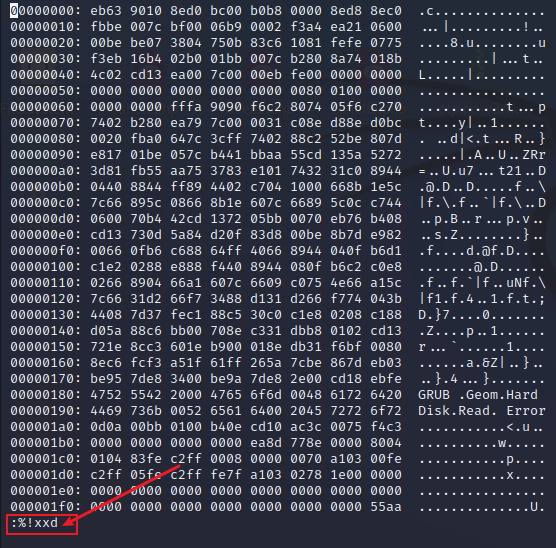 00000000: eb63 9010 8ed0 bc00 b0b8 0000 8ed8 8ec0 .c..............
00000010: fbbe 007c bf00 06b9 0002 f3a4 ea21 0600 ...|.........!..
00000020: 00be be07 3804 750b 83c6 1081 fefe 0775 ....8.u........u
00000030: f3eb 16b4 02b0 01bb 007c b280 8a74 018b .........|...t..
00000040: 4c02 cd13 ea00 7c00 00eb fe00 0000 0000 L.....|.........
00000050: 0000 0000 0000 0000 0000 0000 0080 0100 ................
00000060: 0000 0000 fffa 9090 f6c2 8074 05f6 c270 ...........t...p
00000070: 7402 b280 ea79 7c00 0031 c08e d88e d0bc t....y|..1......
00000080: 0020 fba0 647c 3cff 7402 88c2 52be 807d . ..d|<.t...R..}
00000090: e817 01be 057c b441 bbaa 55cd 135a 5272 .....|.A..U..ZRr
000000a0: 3d81 fb55 aa75 3783 e101 7432 31c0 8944 =..U.u7...t21..D
000000b0: 0440 8844 ff89 4402 c704 1000 668b 1e5c .@.D..D.....f..\
000000c0: 7c66 895c 0866 8b1e 607c 6689 5c0c c744 |f.\.f..`|f.\..D
000000d0: 0600 70b4 42cd 1372 05bb 0070 eb76 b408 ..p.B..r...p.v..
000000e0: cd13 730d 5a84 d20f 83d8 00be 8b7d e982 ..s.Z........}..
000000f0: 0066 0fb6 c688 64ff 4066 8944 040f b6d1 .f....d.@f.D....
00000100: c1e2 0288 e888 f440 8944 080f b6c2 c0e8 .......@.D......
00000110: 0266 8904 66a1 607c 6609 c075 4e66 a15c .f..f.`|f..uNf.\
00000120: 7c66 31d2 66f7 3488 d131 d266 f774 043b |f1.f.4..1.f.t.;
00000130: 4408 7d37 fec1 88c5 30c0 c1e8 0208 c188 D.}7....0.......
00000140: d05a 88c6 bb00 708e c331 dbb8 0102 cd13 .Z....p..1......
00000150: 721e 8cc3 601e b900 018e db31 f6bf 0080 r...`......1....
00000160: 8ec6 fcf3 a51f 61ff 265a 7cbe 867d eb03 ......a.&Z|..}..
00000170: be95 7de8 3400 be9a 7de8 2e00 cd18 ebfe ..}.4...}.......
00000180: 4752 5542 2000 4765 6f6d 0048 6172 6420 GRUB .Geom.Hard
00000190: 4469 736b 0052 6561 6400 2045 7272 6f72 Disk.Read. Error
000001a0: 0d0a 00bb 0100 b40e cd10 ac3c 0075 f4c3 ...........<.u..
000001b0: 0000 0000 0000 0000 ea8d 778e 0000 8004 ..........w.....
000001c0: 0104 83fe c2ff 0008 0000 0070 a103 00fe ...........p....
000001d0: c2ff 05fe c2ff fe7f a103 0278 1e00 0000 ...........x....
000001e0: 0000 0000 0000 0000 0000 0000 0000 0000 ................
000001f0: 0000 0000 0000 0000 0000 0000 0000 55aa ..............U.
:%!xxd